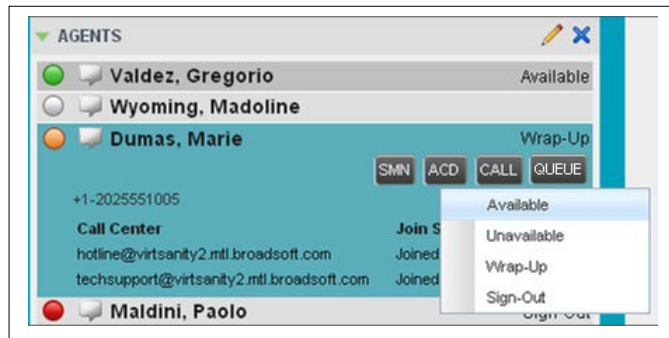 AGENTS
Valdez, Gregorio Available
Wyoming, Madoline
Dumas, Marie Wrap-Up
SMN ACD CALL QUEUE
+1-2025551005
Available
Call Center Join S
Unavailable
hotline@virtsanity2.mtl.broadsoft.com Joined
Wrap-Up
techsupport@virtsanity2.mtl.broadsoft.com Joined
Sign-Out
Maldini, Paolo Sign-Out